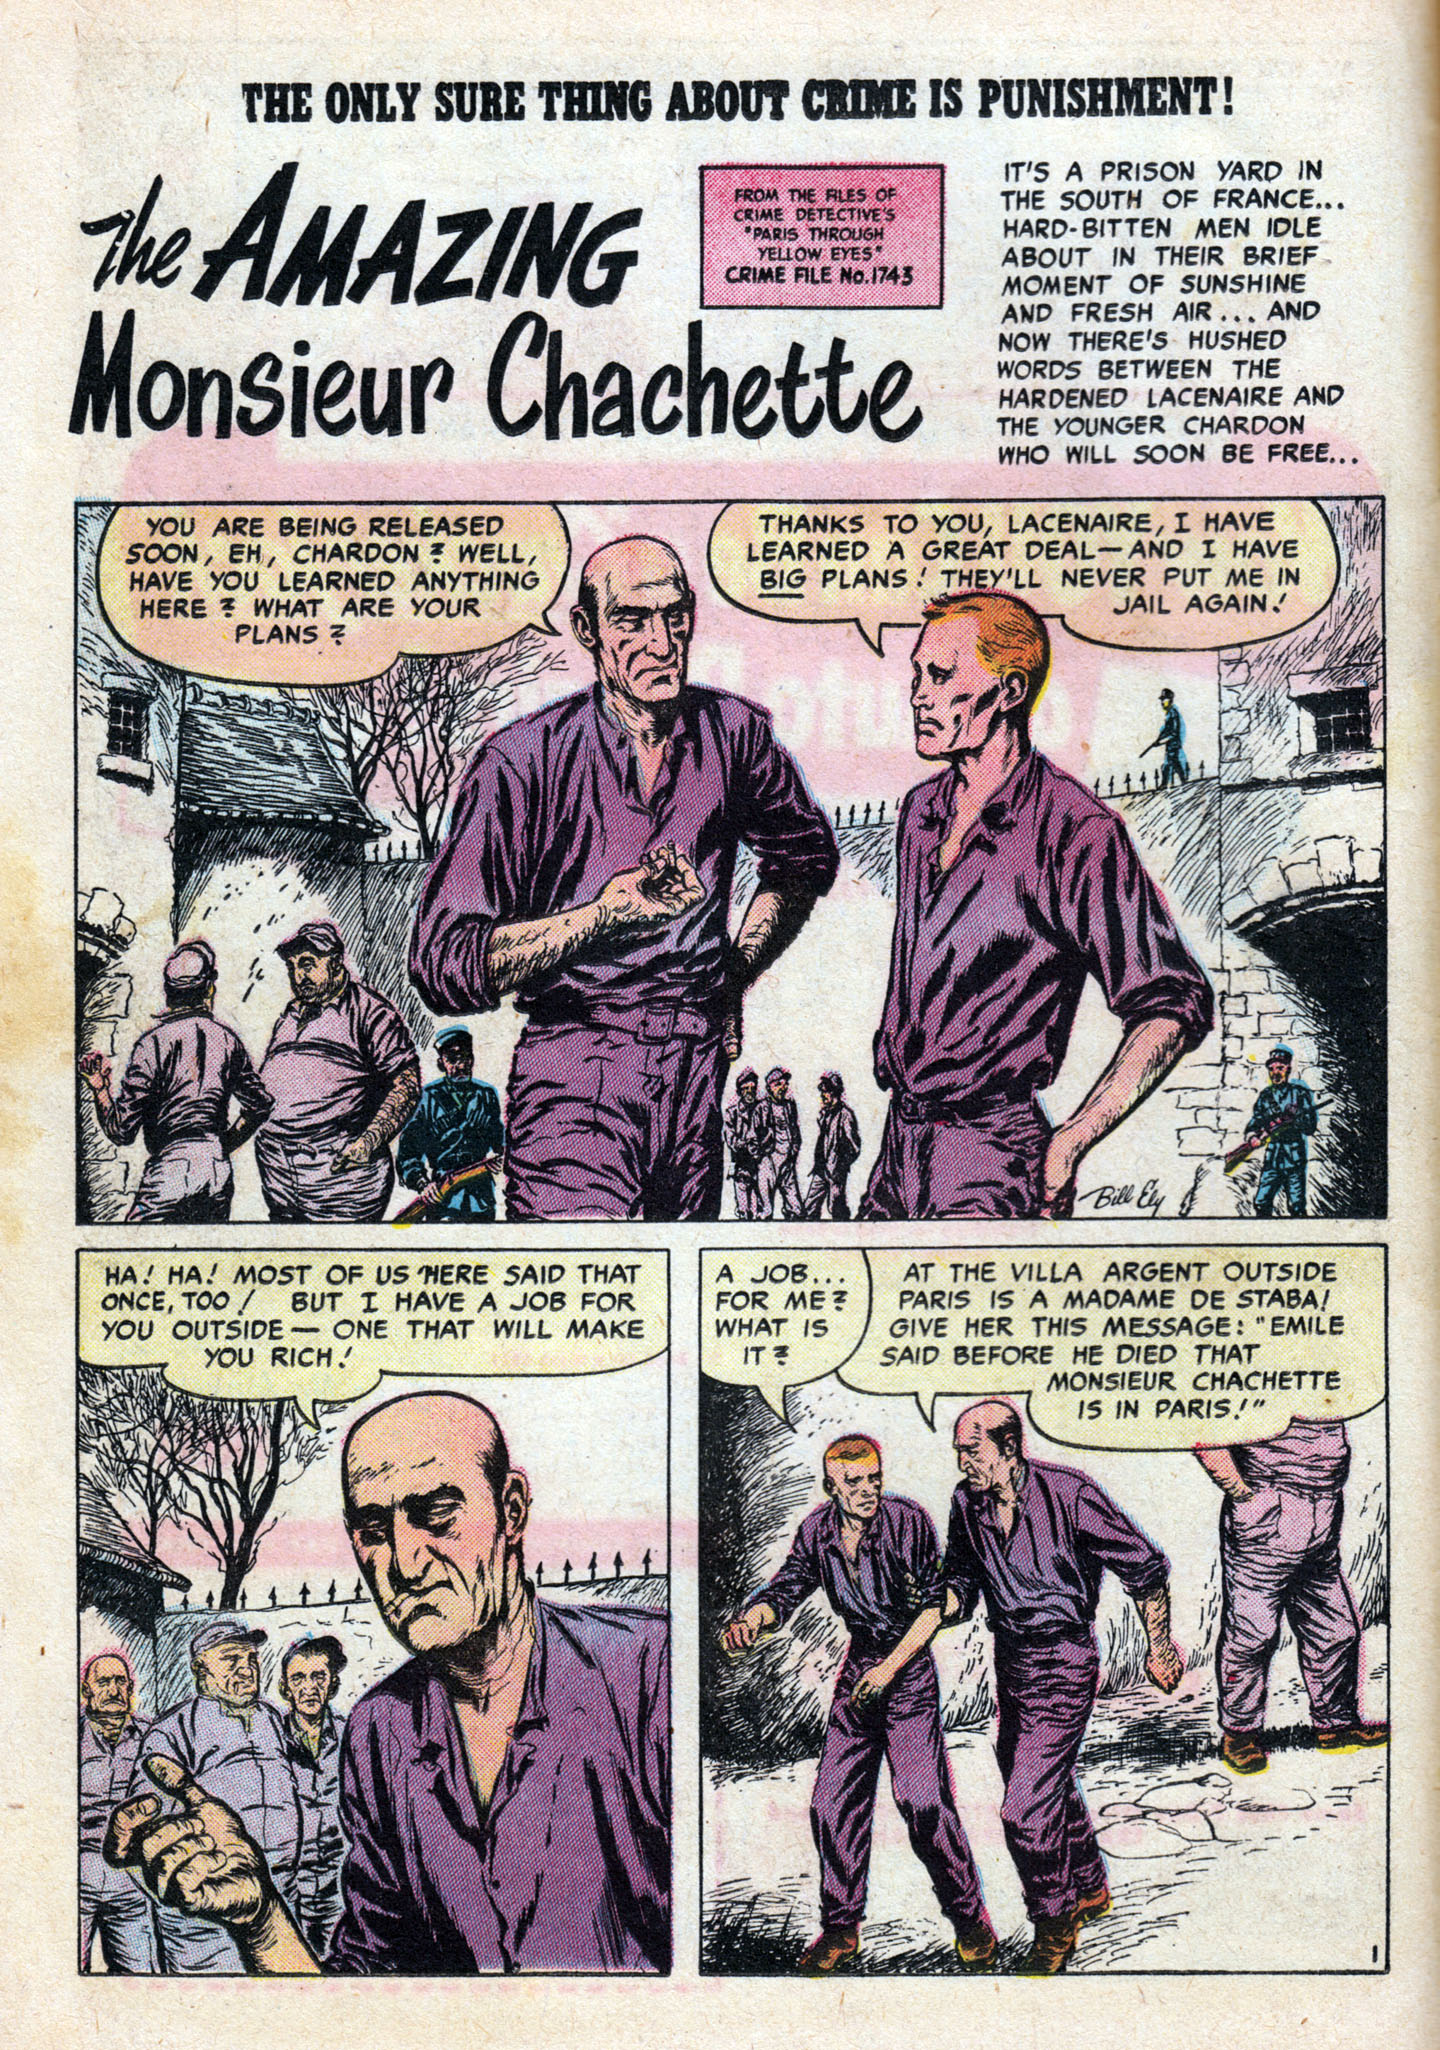 THE ONLY SURE THING ABOUT CRIME IS PUNISHMENT!
The AMAZING
Monsieur Chachette
FROM THE FILES OF
CRIME DETECTIVE'S
"PARIS THROUGH
YELLOW EYES"
CRIME FILE No.1743
IT'S A PRISON YARD IN
THE SOUTH OF FRANCE...
HARD-BITTEN MEN IDLE
ABOUT IN THEIR BRIEF
MOMENT OF SUNSHINE
AND FRESH AIR... AND
NOW THERE'S HUSHED
WORDS BETWEEN THE
HARDENED LACENAIRE AND
THE YOUNGER CHARDON
WHO WILL SOON BE FREE...
YOU ARE BEING RELEASED
SOON, EH, CHARDON? WELL,
HAVE YOU LEARNED ANYTHING
HERE? WHAT ARE YOUR
PLANS?
THANKS TO YOU, LACENAIRE, I HAVE
LEARNED A GREAT DEAL—AND I HAVE
BIG PLANS! THEY'LL NEVER PUT ME IN
JAIL AGAIN!
Bill Ely
HA! HA! MOST OF US HERE SAID THAT
ONCE, TOO! BUT I HAVE A JOB FOR
YOU OUTSIDE— ONE THAT WILL MAKE
YOU RICH!
A JOB...
FOR ME?
WHAT IS
IT?
AT THE VILLA ARGENT OUTSIDE
PARIS IS A MADAME DE STABA!
GIVE HER THIS MESSAGE: "EMILE
SAID BEFORE HE DIED THAT
MONSIEUR CHACHETTE
IS IN PARIS!"
1